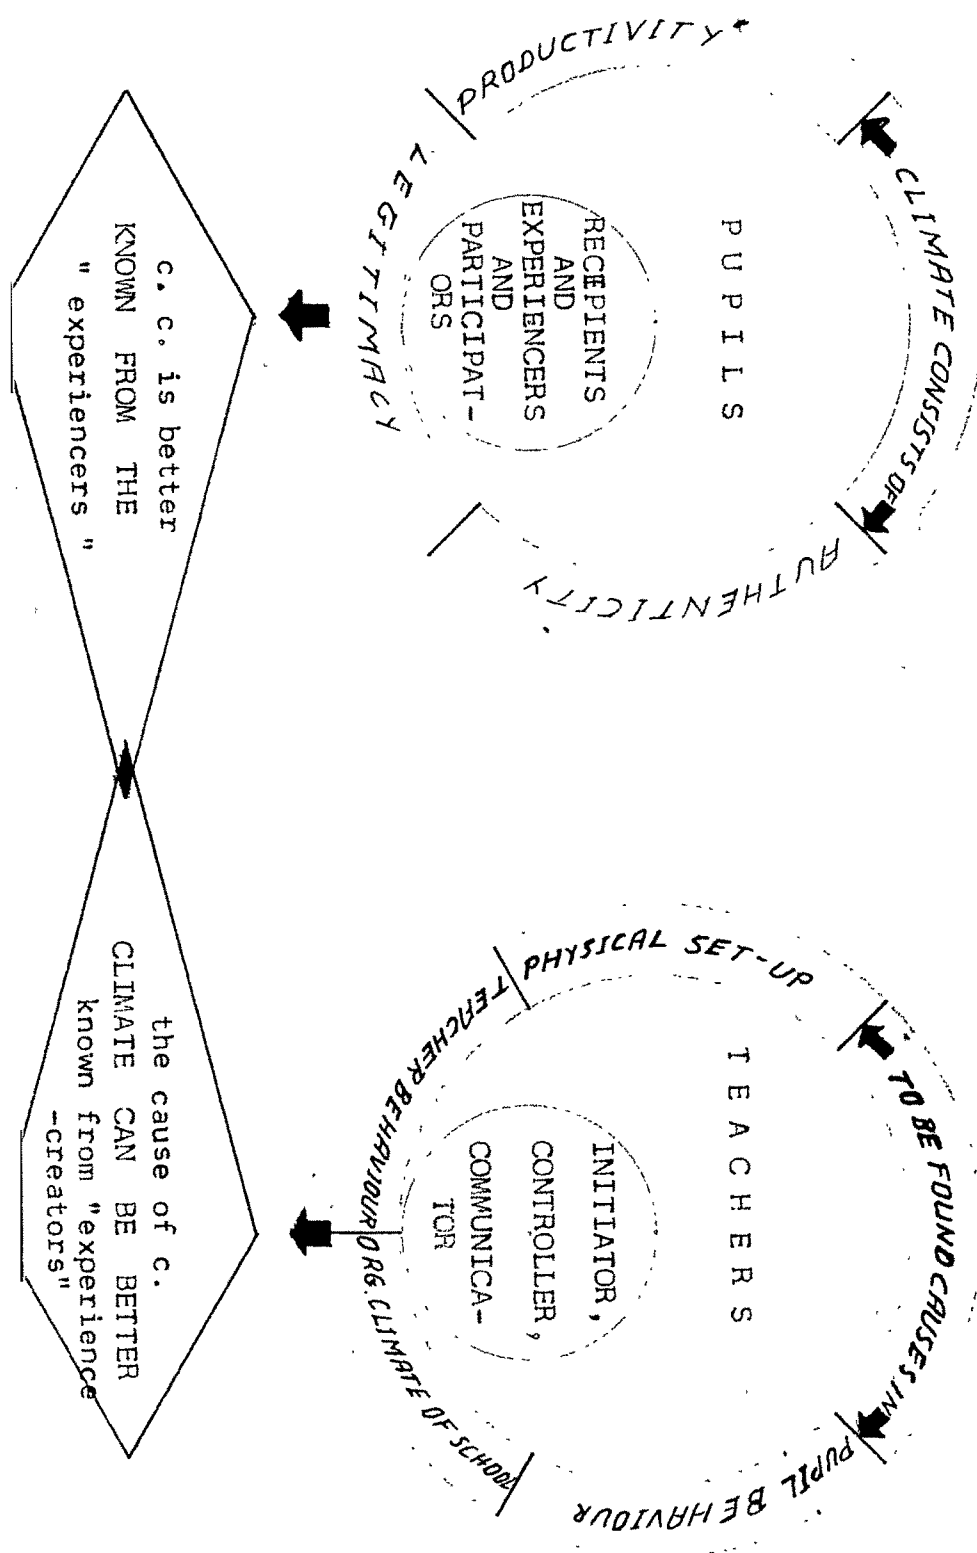 CLIMATE CONSISTS OF
PRODUCTIVITY*
AUTHENTICITY
LEGITIMACY
PUPILS
RECEPIENTS
AND
EXPERIENCERS
AND
PARTICIPAT-
ORS
c. c. is better
KNOWN FROM THE
" experiencers "
TO BE FOUND CAUSES IN
PHYSICAL SET-UP
PUPIL BEHAVIOUR
TEACHER BEHAVIOUR
ORG. CLIMATE OF SCHOOL
TEACHERS
INITIATOR,
CONTROLLER,
COMMUNICA-
TOR
the cause of c.
CLIMATE CAN BE BETTER
known from "experience
-creators"